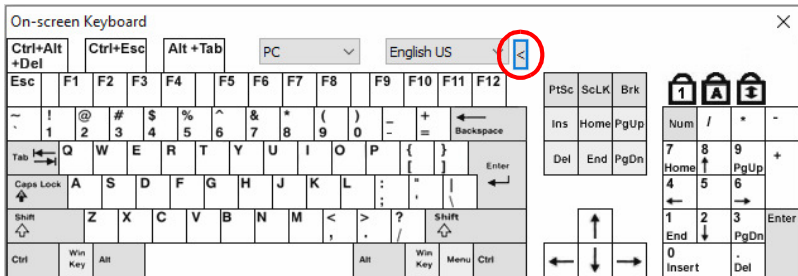 On-screen Keyboard
Ctrl+Alt +Del Ctrl+Esc Alt +Tab PC English US <
Esc F1 F2 F3 F4 F5 F6 F7 F8 F9 F10 F11 F12 PtSc ScLK Brk 1 A
~ ! @ # $ % ^ & * ( ) _ +
` 1 2 3 4 5 6 7 8 9 0 - = Backspace Ins Home PgUp Num / * -
Tab Q W E R T Y U I O P { }
[ ] Enter Del End PgDn 7 8 9 +
Home PgUp
Caps Lock A S D F G H J K L : " |
; ' \ 4 5 6
Shift Z X C V B N M < > ? Shift 1 2 3 Enter
, . / End PgDn
Ctrl Win Key Alt Alt Win Key Menu Ctrl 0 .
Insert Del